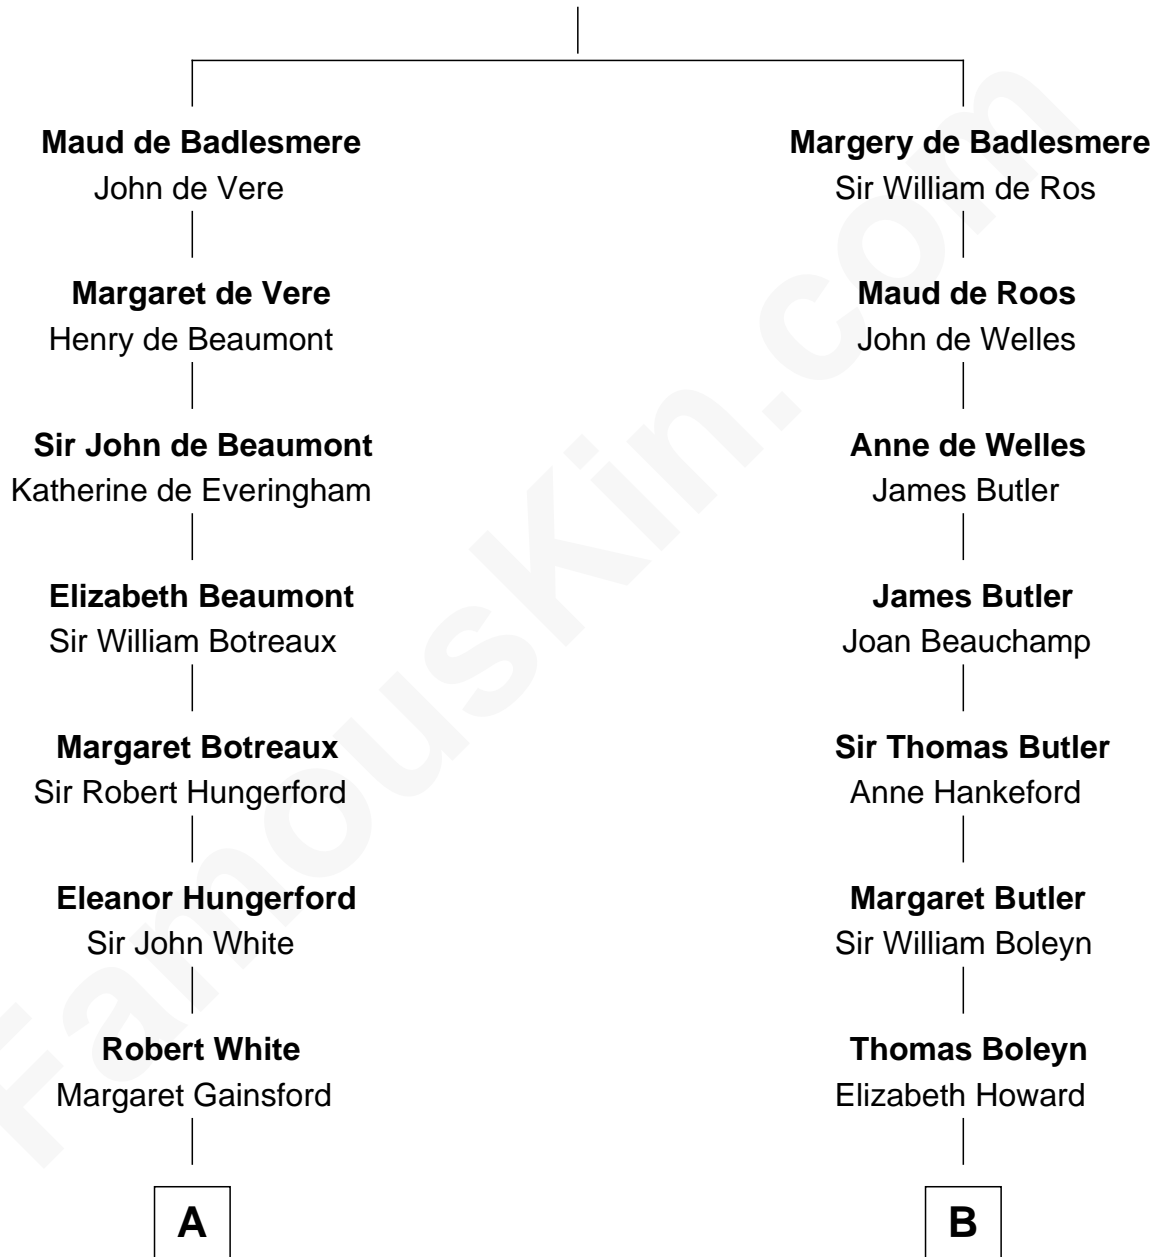 Maud de Badlesmere
John de Vere
Margaret de Vere
Henry de Beaumont
Sir John de Beaumont
Katherine de Everingham
Elizabeth Beaumont
Sir William Botreaux
Margaret Botreaux
Sir Robert Hungerford
Eleanor Hungerford
Sir John White
Robert White
Margaret Gainsford
A
Margery de Badlesmere
Sir William de Ros
Maud de Roos
John de Welles
Anne de Welles
James Butler
James Butler
Joan Beauchamp
Sir Thomas Butler
Anne Hankeford
Margaret Butler
Sir William Boleyn
Thomas Boleyn
Elizabeth Howard
B
FamousKin.com